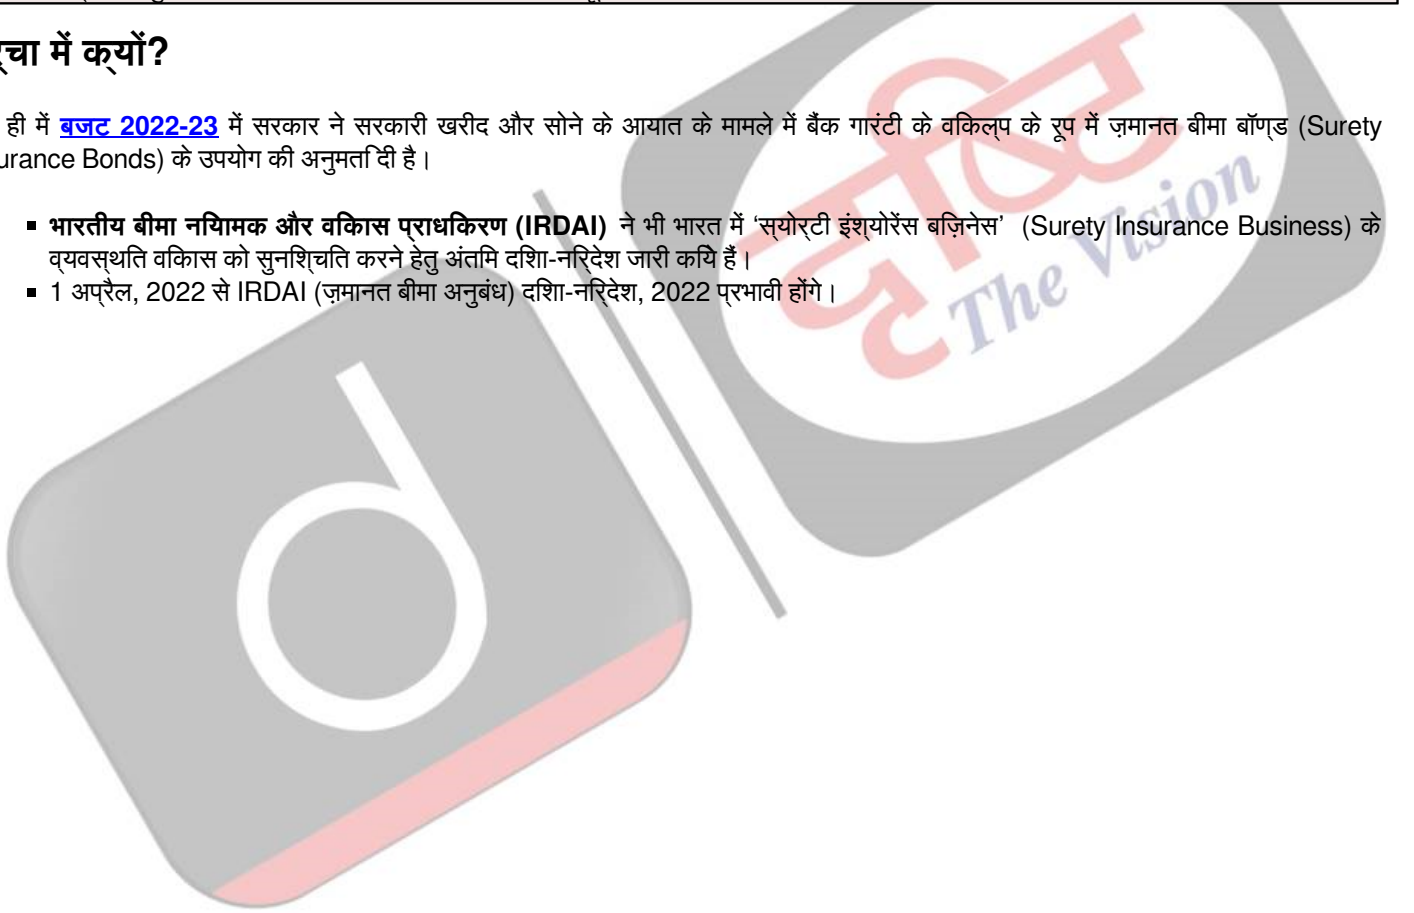 र्चा में क्यों?
ही में बजट 2022-23 में सरकार ने सरकारी खरीद और सोने के आयात के मामले में बैंक गारंटी के विकल्प के रूप में ज़मानत बीमा बॉण्ड (Surety
urance Bonds) के उपयोग की अनुमति दी है।
▪ भारतीय बीमा नियामक और विकास प्राधिकरण (IRDAI) ने भी भारत में ‘स्योर्टी इंश्योरेंस बज़िनेस’ (Surety Insurance Business) के
व्यवस्थित विकास को सुनिश्चित करने हेतु अंतिम दिशा-निर्देश जारी किये हैं।
▪ 1 अप्रैल, 2022 से IRDAI (ज़मानत बीमा अनुबंध) दिशा-निर्देश, 2022 प्रभावी होंगे।
दृष्टि
The Vision
d